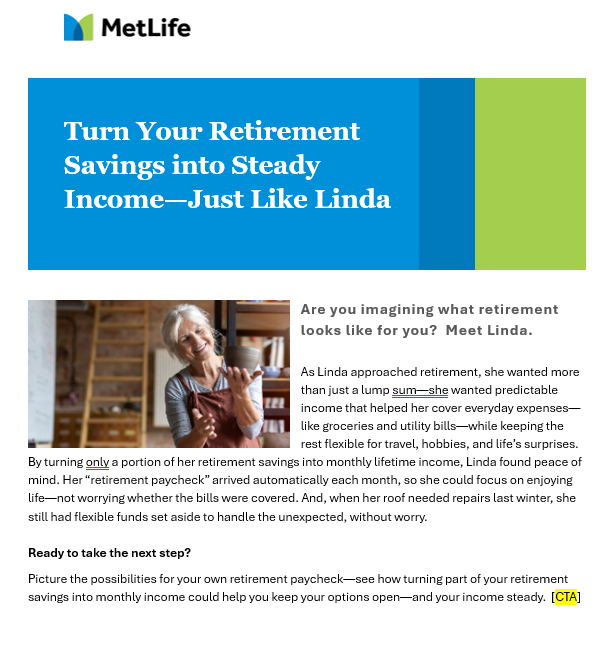 MetLife
Turn Your Retirement
Savings into Steady
Income—Just Like Linda
Are you imagining what retirement
looks like for you?  Meet Linda.
As Linda approached retirement, she wanted more
than just a lump sum—she wanted predictable
income that helped her cover everyday expenses—
like groceries and utility bills—while keeping the
rest flexible for travel, hobbies, and life’s surprises.
By turning only a portion of her retirement savings into monthly lifetime income, Linda found peace of
mind. Her “retirement paycheck” arrived automatically each month, so she could focus on enjoying
life—not worrying whether the bills were covered. And, when her roof needed repairs last winter, she
still had flexible funds set aside to handle the unexpected, without worry.
Ready to take the next step?
Picture the possibilities for your own retirement paycheck—see how turning part of your retirement
savings into monthly income could help you keep your options open—and your income steady.  [CTA]